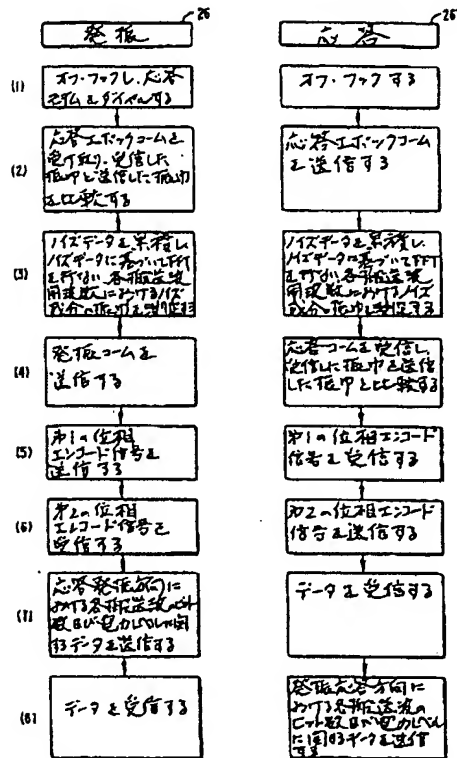 26
発振
26
応答
(1)
オフ・フックし、応答
モデムをダイヤルする
オフ・フックする
(2)
応答エポックコームを
受け取り、受信した
振巾と送信した振巾
を比較する
応答エポックコーム
を送信する
(3)
ノイズデータを累積し、
ノイズデータに基づいてFFT
を行ない、各搬送波
周波数におけるノイズ
成分の振巾を
ノイズデータを累積し、
ノイズデータに基づいてFFT
を行ない、各搬送波
周波数におけるノイズ
成分の振巾を
(4)
発振コームを
送信する
応答コームを受信し、
受信した振巾を送信
した振巾と比較する
(5)
第1の位相
エンコード信号を
送信する
第1の位相エンコード
信号を受信する
(6)
第2の位相
エンコード信号を
受信する
第2の位相エンコード
信号を送信する
(7)
応答発振方向に
おける各搬送波の
電力レベルに関
するデータを送信する
データを受信する
(8)
データを受信する
発振応答方向に
おける各搬送波の
ビット数及び電力レベル
に関するデータを送信
する